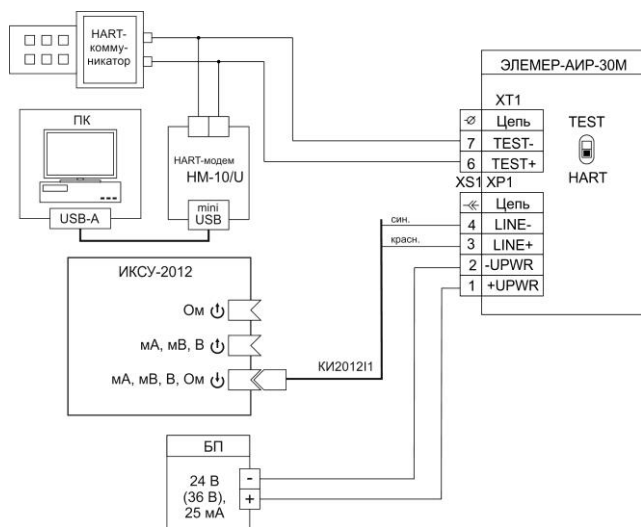 HART-
комму-
никатор
ЭЛЕМЕР-АИР-30М
ПК
USB-A
HART-модем
HM-10/U
mini
USB
XT1
Цепь
7 TEST-
6 TEST+
TEST
HART
XS1 XP1
Цепь
4 LINE-
3 LINE+
2 -UPWR
1 +UPWR
син.
красн.
ИКСУ-2012
Ом
мА, мВ, В
мА, мВ, В, Ом
КИ2012I1
БП
24 В
(36 В),
25 мА
-
+